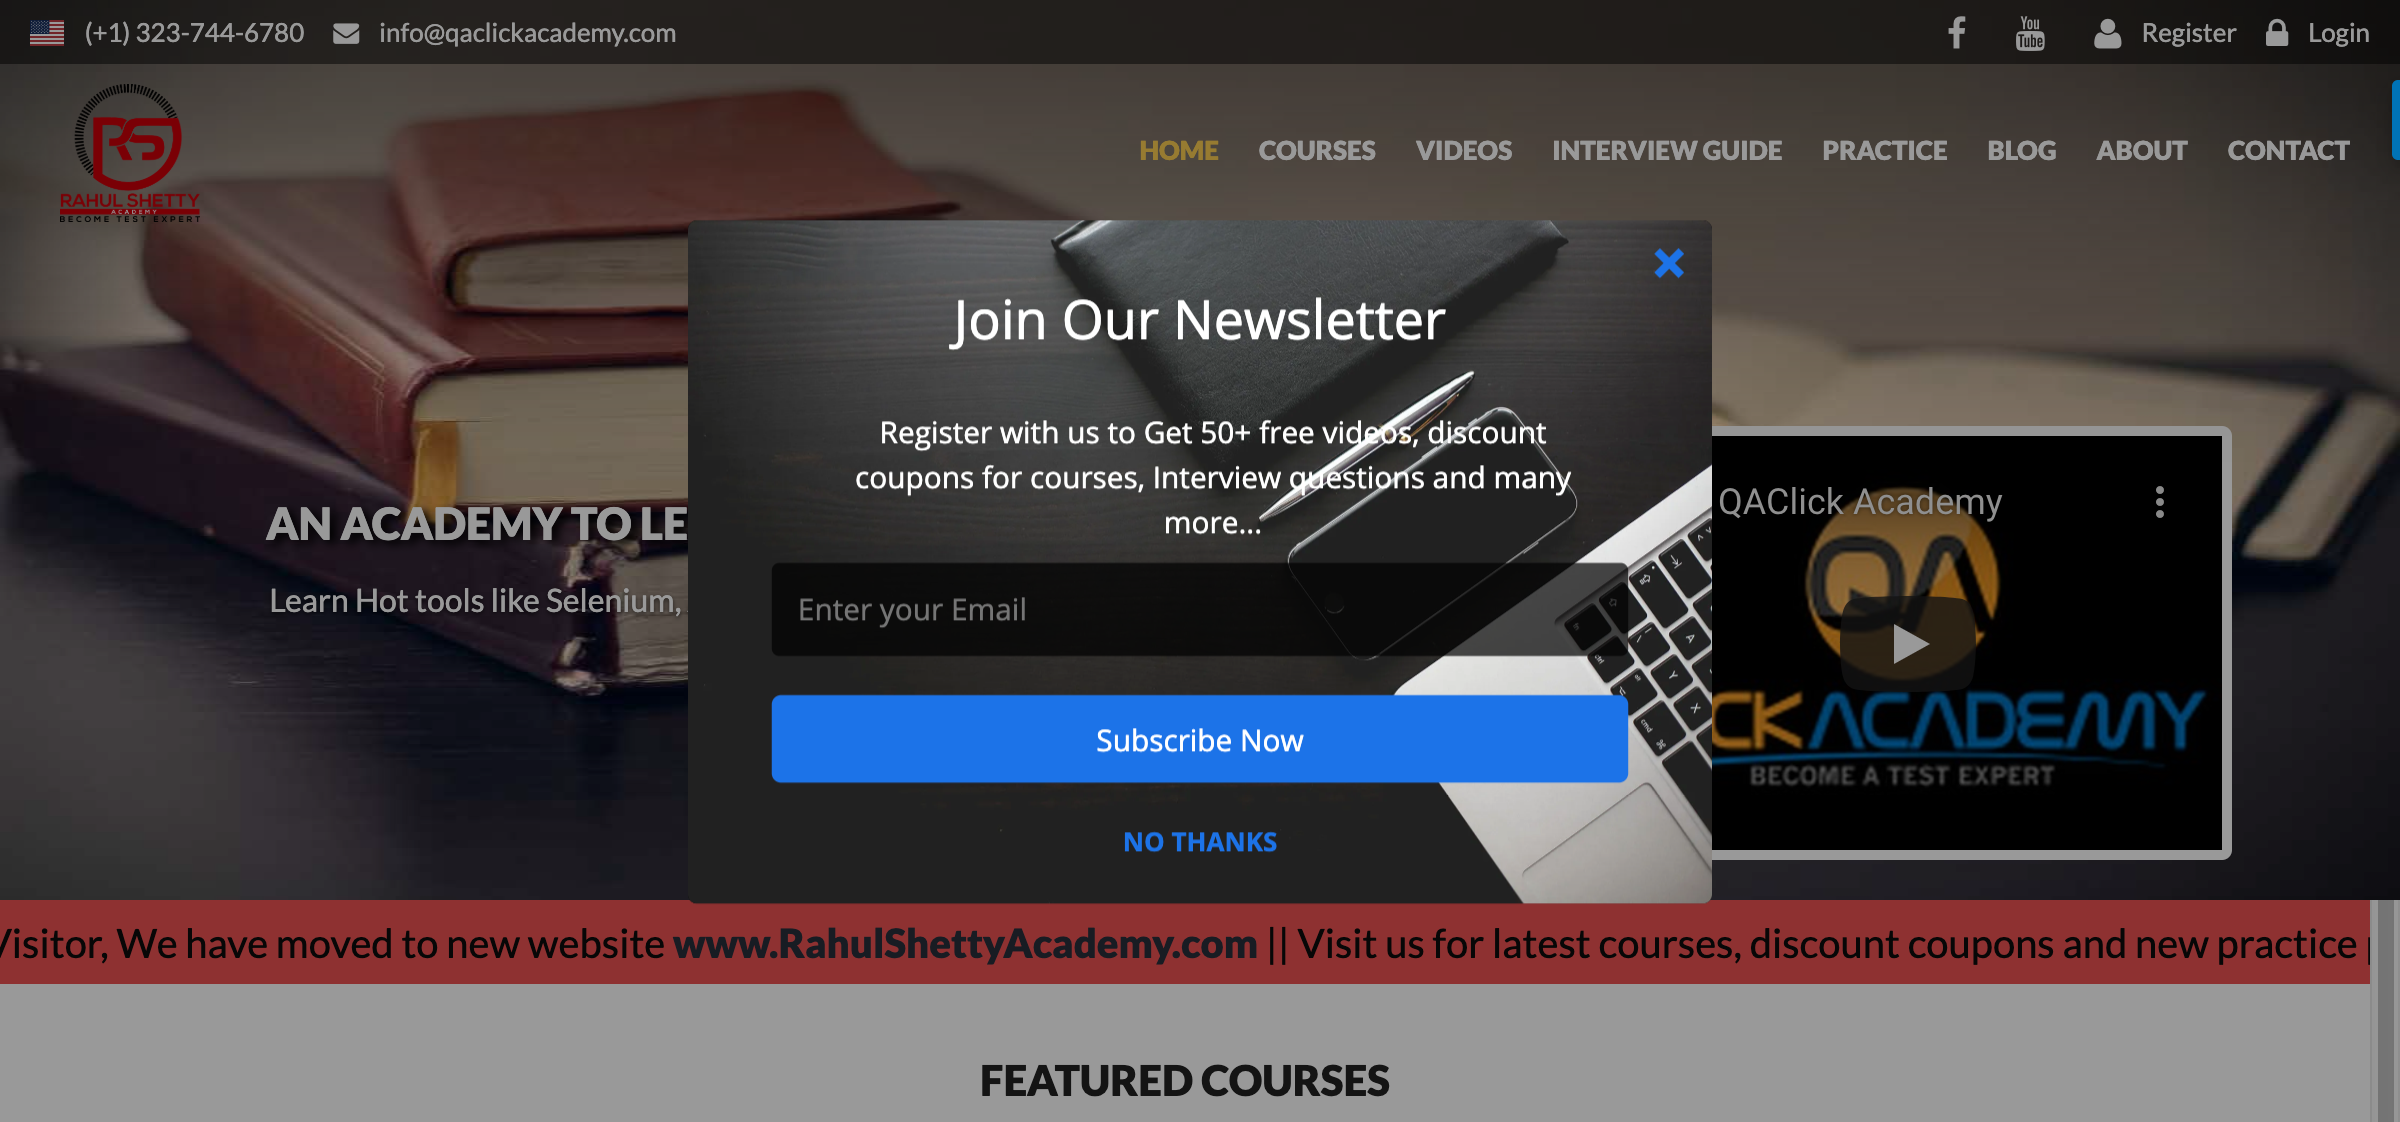 (+1) 323-744-6780 info@qaclickacademy.com Register Login
RS
RAHUL SHETTY
ACADEMY
BECOME TEST EXPERT
HOME COURSES VIDEOS INTERVIEW GUIDE PRACTICE BLOG ABOUT CONTACT
Join Our Newsletter
Register with us to Get 50+ free videos, discount
coupons for courses, Interview questions and many
more...
Enter your Email
Subscribe Now
NO THANKS
AN ACADEMY TO LE
Learn Hot tools like Selenium,
QAClick Academy
QA
CKACADEMY
BECOME A TEST EXPERT
Visitor, We have moved to new website www.RahulShettyAcademy.com || Visit us for latest courses, discount coupons and new practice
FEATURED COURSES